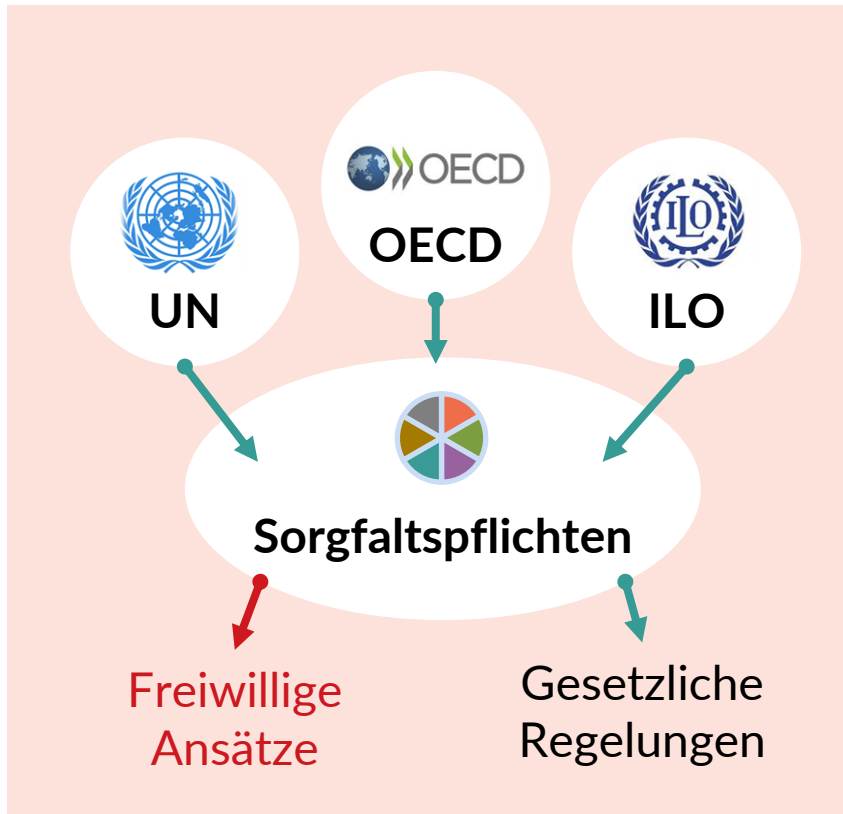 OECD
OECD
UN
ILO
ILO
Sorgfaltspflichten
Freiwillige
Ansätze
Gesetzliche
Regelungen